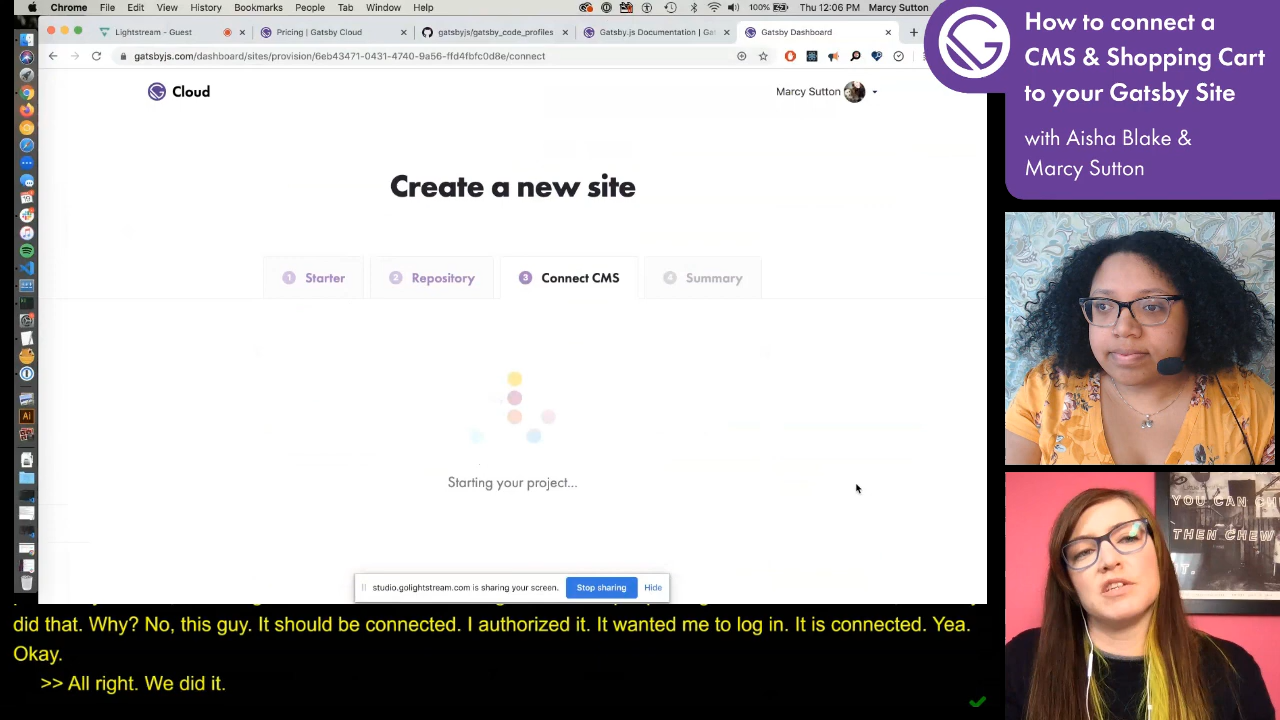 Chrome File Edit View History Bookmarks People Tab Window Help 100% Thu 12:06 PM Marcy Sutton
Lightstream - Guest
Pricing | Gatsby Cloud
gatsbyjs/gatsby_code_profiles
Gatsby.js Documentation | Gat
Gatsby Dashboard
gatsbyjs.com/dashboard/sites/provision/6eb43471-0431-4740-9a56-ffd4fbfc0d8e/connect
Cloud
Marcy Sutton
Create a new site
1 Starter
2 Repository
3 Connect CMS
4 Summary
Starting your project...
studio.golightstream.com is sharing your screen. Stop sharing Hide
did that. Why? No, this guy. It should be connected. I authorized it. It wanted me to log in. It is connected. Yea.
Okay.
>> All right. We did it.
How to connect a
CMS & Shopping Cart
to your Gatsby Site
with Aisha Blake &
Marcy Sutton
YOU CAN
THEN CHEW
IT.